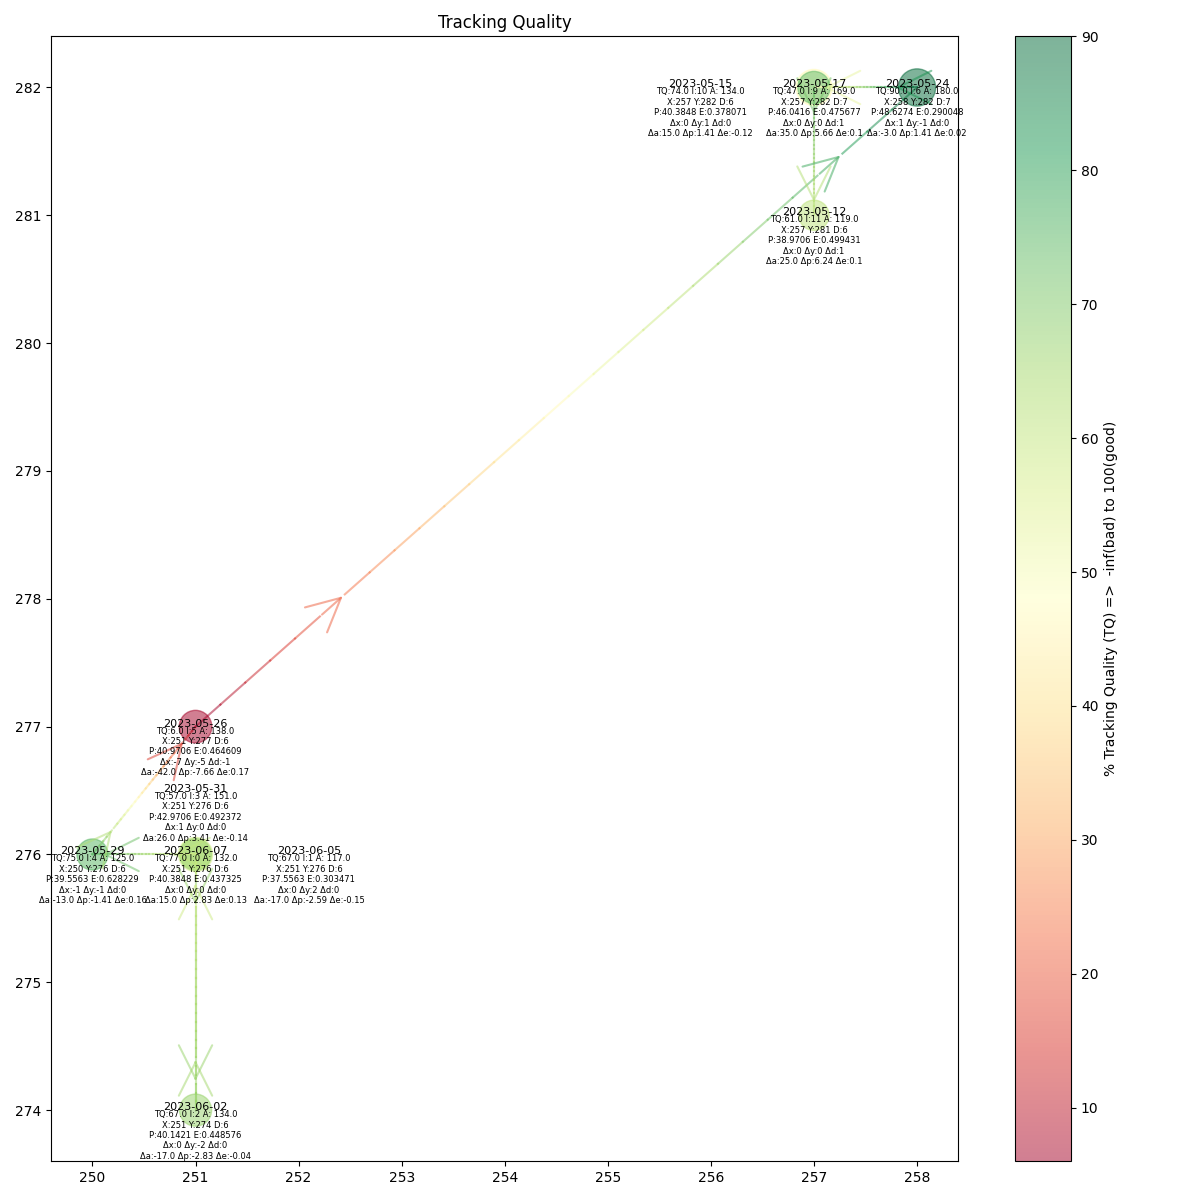 Tracking Quality
282
281
280
279
278
277
276
275
274
250
251
252
253
254
255
256
257
258
2023-05-15
TQ:74.0 I:10 A: 134.0
X:257 Y:282 D:6
P:40.3848 E:0.378071
Δx:0 Δy:1 Δd:0
Δa:15.0 Δp:1.41 Δe:-0.12
2023-05-17
TQ:47.0 I:9 A: 169.0
X:257 Y:282 D:7
P:46.0416 E:0.475677
Δx:0 Δy:0 Δd:1
Δa:35.0 Δp:5.66 Δe:0.1
2023-05-24
TQ:90.0 I:6 A: 180.0
X:258 Y:282 D:7
P:48.6274 E:0.290048
Δx:1 Δy:-1 Δd:0
Δa:-3.0 Δp:1.41 Δe:0.02
2023-05-12
TQ:61.0 I:11 A: 119.0
X:257 Y:281 D:6
P:38.9706 E:0.499431
Δx:0 Δy:0 Δd:1
Δa:25.0 Δp:6.24 Δe:0.1
2023-05-26
TQ:6.0 I:5 A: 138.0
X:251 Y:277 D:6
P:40.9706 E:0.464609
Δx:-7 Δy:-5 Δd:-1
Δa:-42.0 Δp:-7.66 Δe:0.17
2023-05-31
TQ:57.0 I:3 A: 151.0
X:251 Y:276 D:6
P:42.9706 E:0.492372
Δx:1 Δy:0 Δd:0
Δa:26.0 Δp:3.41 Δe:-0.14
2023-05-29
TQ:75.0 I:4 A: 125.0
X:250 Y:276 D:6
P:39.5563 E:0.628229
Δx:-1 Δy:-1 Δd:0
Δa:-13.0 Δp:-1.41 Δe:0.16
2023-06-07
TQ:77.0 I:0 A: 132.0
X:251 Y:276 D:6
P:40.3848 E:0.437325
Δx:0 Δy:0 Δd:0
Δa:15.0 Δp:2.83 Δe:0.13
2023-06-05
TQ:67.0 I:1 A: 117.0
X:251 Y:276 D:6
P:37.5563 E:0.303471
Δx:0 Δy:2 Δd:0
Δa:-17.0 Δp:-2.59 Δe:-0.15
2023-06-02
TQ:67.0 I:2 A: 134.0
X:251 Y:274 D:6
P:40.1421 E:0.448576
Δx:0 Δy:-2 Δd:0
Δa:-17.0 Δp:-2.83 Δe:-0.04
90
80
70
60
50
40
30
20
10
% Tracking Quality (TQ) => -inf(bad) to 100(good)